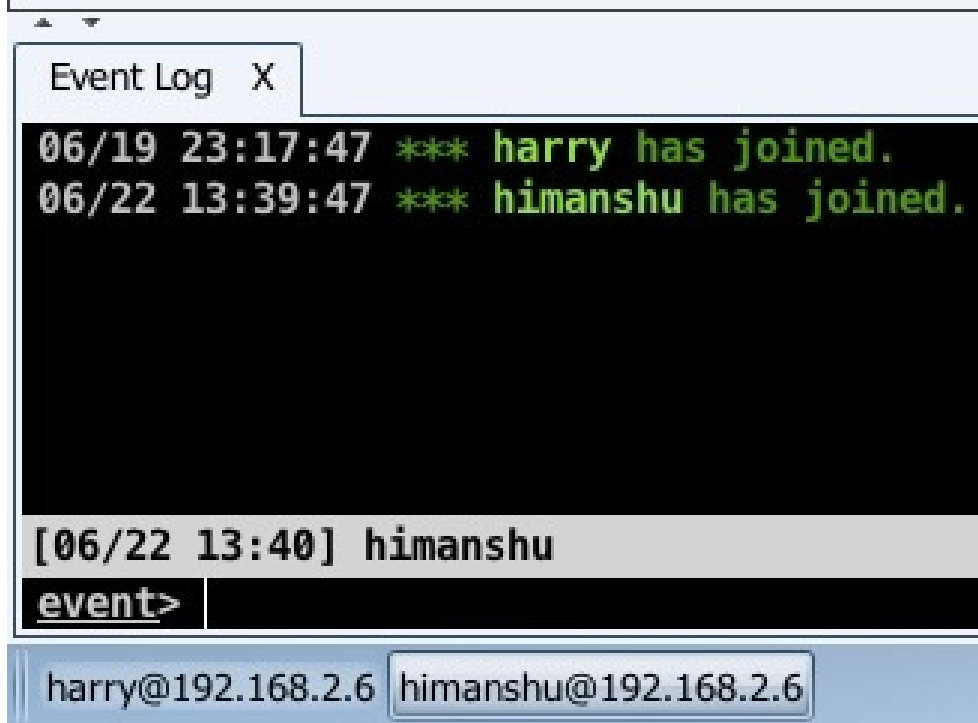 Event Log X
06/19 23:17:47 *** harry has joined.
06/22 13:39:47 *** himanshu has joined.
[06/22 13:40] himanshu
event>
harry@192.168.2.6 himanshu@192.168.2.6